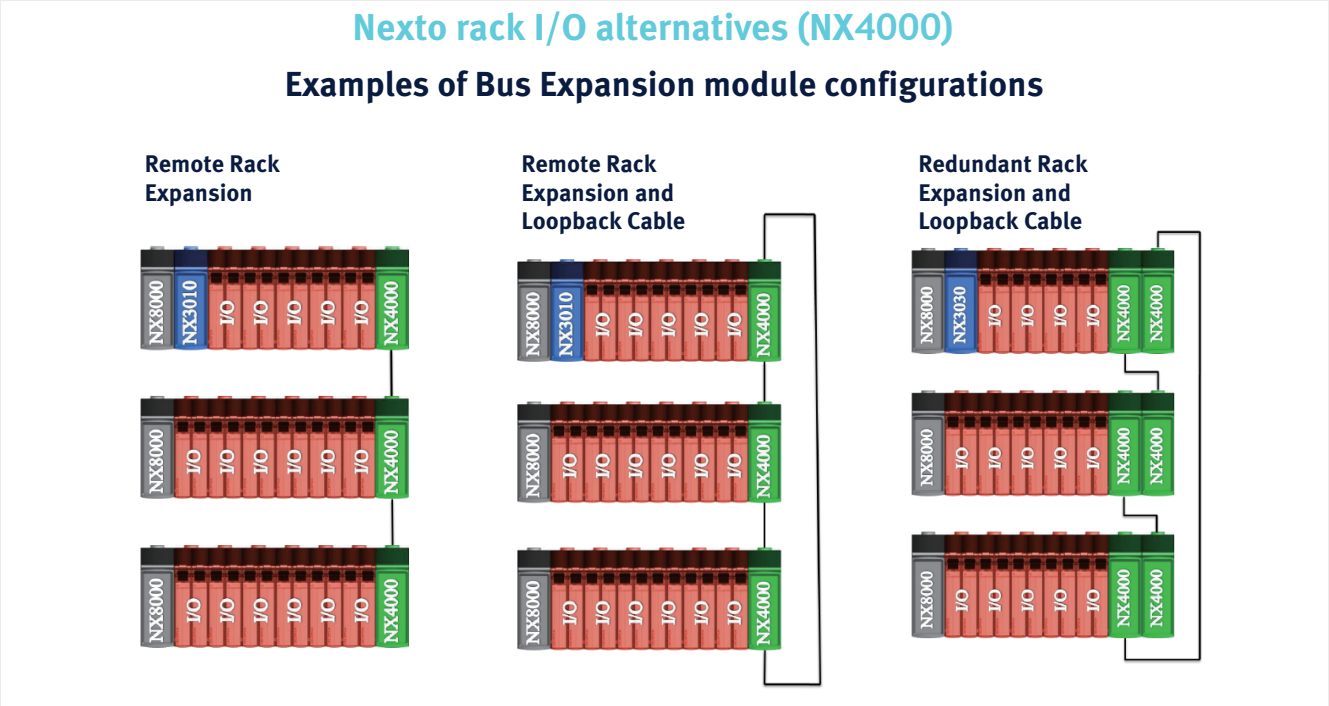 Nexto rack I/O alternatives (NX4000)
Examples of Bus Expansion module configurations
Remote Rack
Expansion
NX8000 NX3010 I/O I/O I/O I/O I/O NX4000
NX8000 I/O I/O I/O I/O I/O I/O NX4000
NX8000 I/O I/O I/O I/O I/O I/O NX4000
Remote Rack
Expansion and
Loopback Cable
NX8000 NX3010 I/O I/O I/O I/O I/O NX4000
NX8000 I/O I/O I/O I/O I/O I/O NX4000
NX8000 I/O I/O I/O I/O I/O I/O NX4000
Redundant Rack
Expansion and
Loopback Cable
NX8000 NX3030 I/O I/O I/O I/O NX4000 NX4000
NX8000 I/O I/O I/O I/O I/O NX4000 NX4000
NX8000 I/O I/O I/O I/O I/O NX4000 NX4000